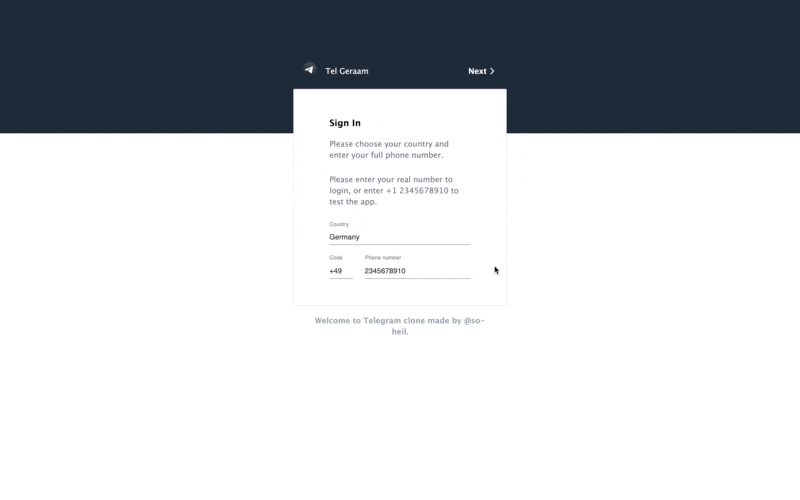 Tel Geraam
Next
Sign In
Please choose your country and
enter your full phone number.
Please enter your real number to
login, or enter +1 2345678910 to
test the app.
Country
Germany
Code
Phone number
+49
2345678910
Welcome to Telegram clone made by @so-
heil.